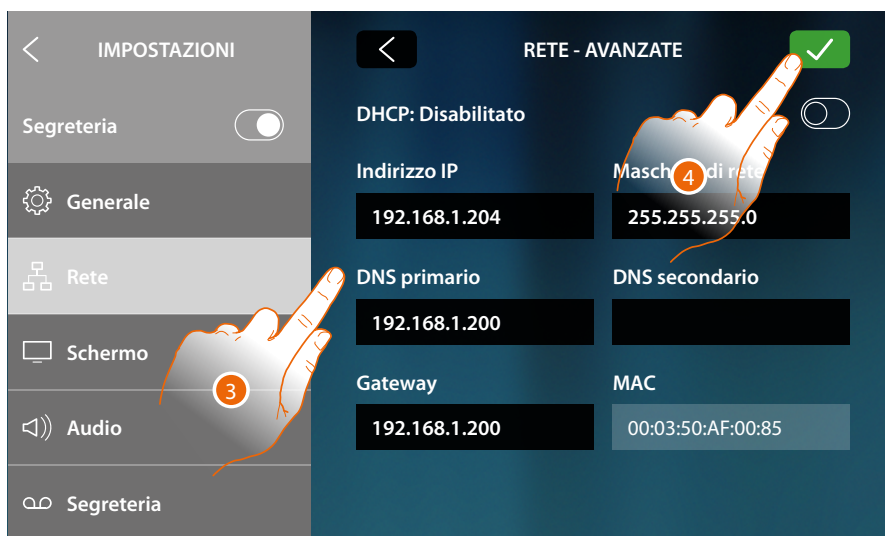 IMPOSTAZIONI
Segreteria
Generale
Rete
Schermo
Audio
Segreteria
RETE - AVANZATE
DHCP: Disabilitato
Indirizzo IP
192.168.1.204
di rete
255.255.255.0
DNS primario
192.168.1.200
DNS secondario
Gateway
192.168.1.200
MAC
00:03:50:AF:00:85
3
4